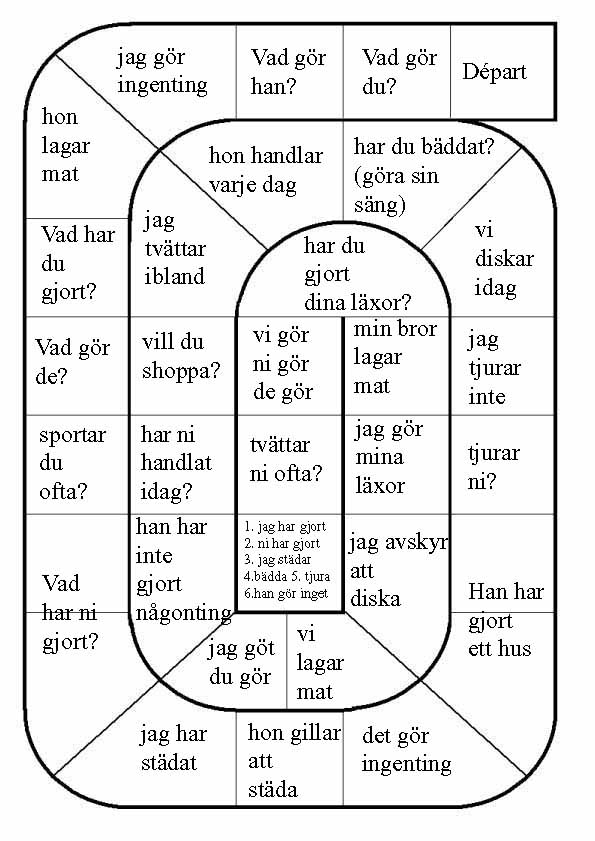 Départ
Vad gör
du?
Vad gör
han?
jag gör
ingenting
hon
lagar
mat
Vad har
du
gjort?
Vad gör
de?
sportar
du
ofta?
Vad
har ni
gjort?
jag har
städat
hon gillar
att
städa
det gör
ingenting
Han har
gjort
ett hus
tjurar
ni?
jag
tjurar
inte
vi
diskar
idag
har du bäddat?
(göra sin
säng)
hon handlar
varje dag
jag
tvättar
ibland
vill du
shoppa?
har ni
handlat
idag?
han har
inte
gjort
någonting
jag göt
du gör
vi
lagar
mat
jag avskyr
att
diska
jag gör
mina
läxor
min bror
lagar
mat
har du
gjort
dina läxor?
vi gör
ni gör
de gör
tvättar
ni ofta?
1. jag har gjort
2. ni har gjort
3. jag städar
4.bädda 5. tjura
6.han gör inget